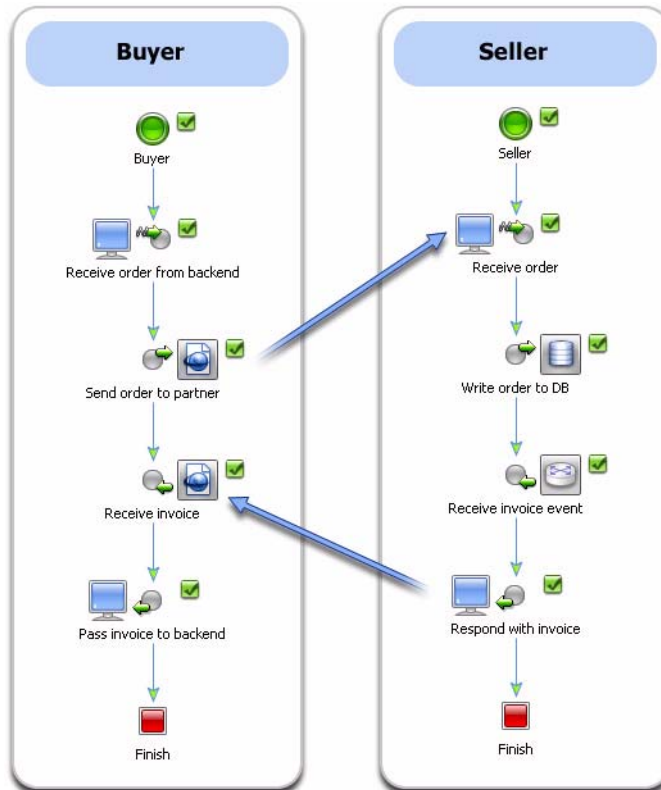 Buyer
Buyer
Receive order from backend
Send order to partner
Receive invoice
Pass invoice to backend
Finish
Seller
Seller
Receive order
Write order to DB
Receive invoice event
Respond with invoice
Finish